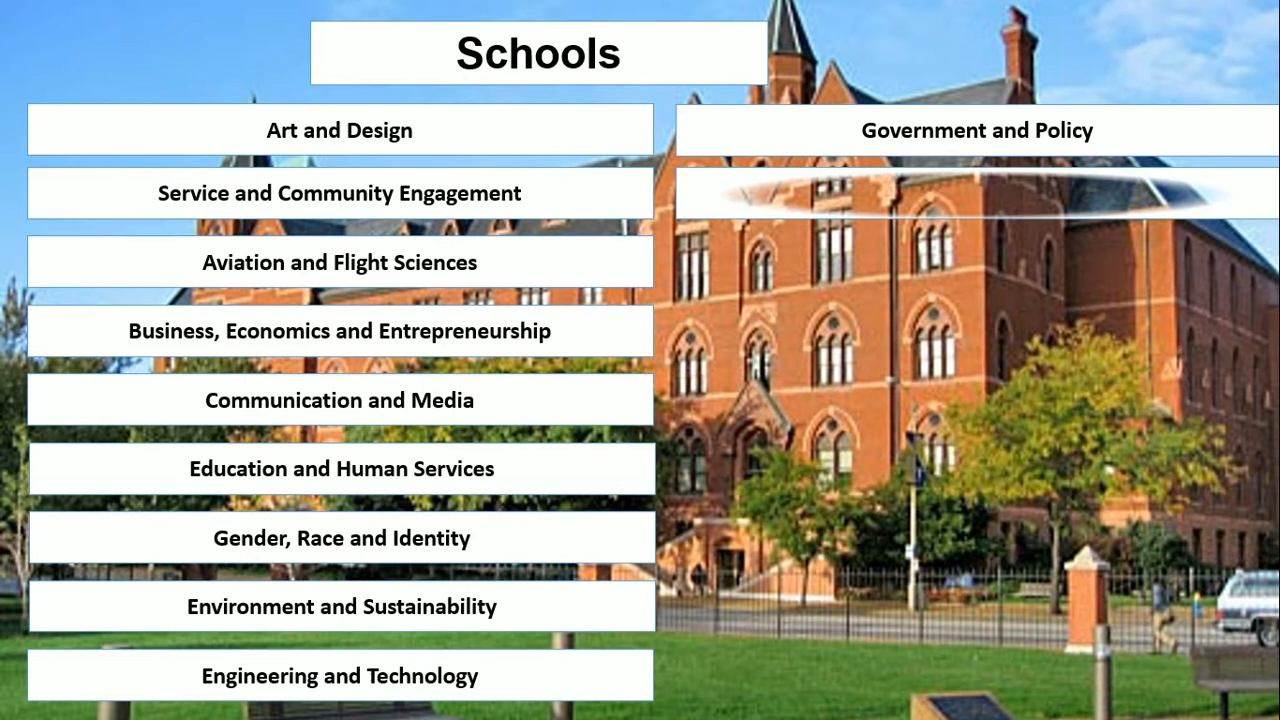 Schools
Art and Design
Service and Community Engagement
Aviation and Flight Sciences
Business, Economics and Entrepreneurship
Communication and Media
Education and Human Services
Gender, Race and Identity
Environment and Sustainability
Engineering and Technology
Government and Policy